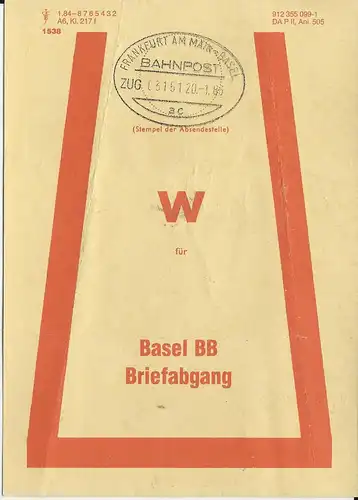 1.84-8765432
A6, Kl. 217 f
1538
912 355 099-1
DA P II, Anl. 505
FRANKFURT AM MAIN-BASEL
BAHNPOST
ZUG
ac
(Stempel der Absendestelle)
W
für
Basel BB
Briefabgang